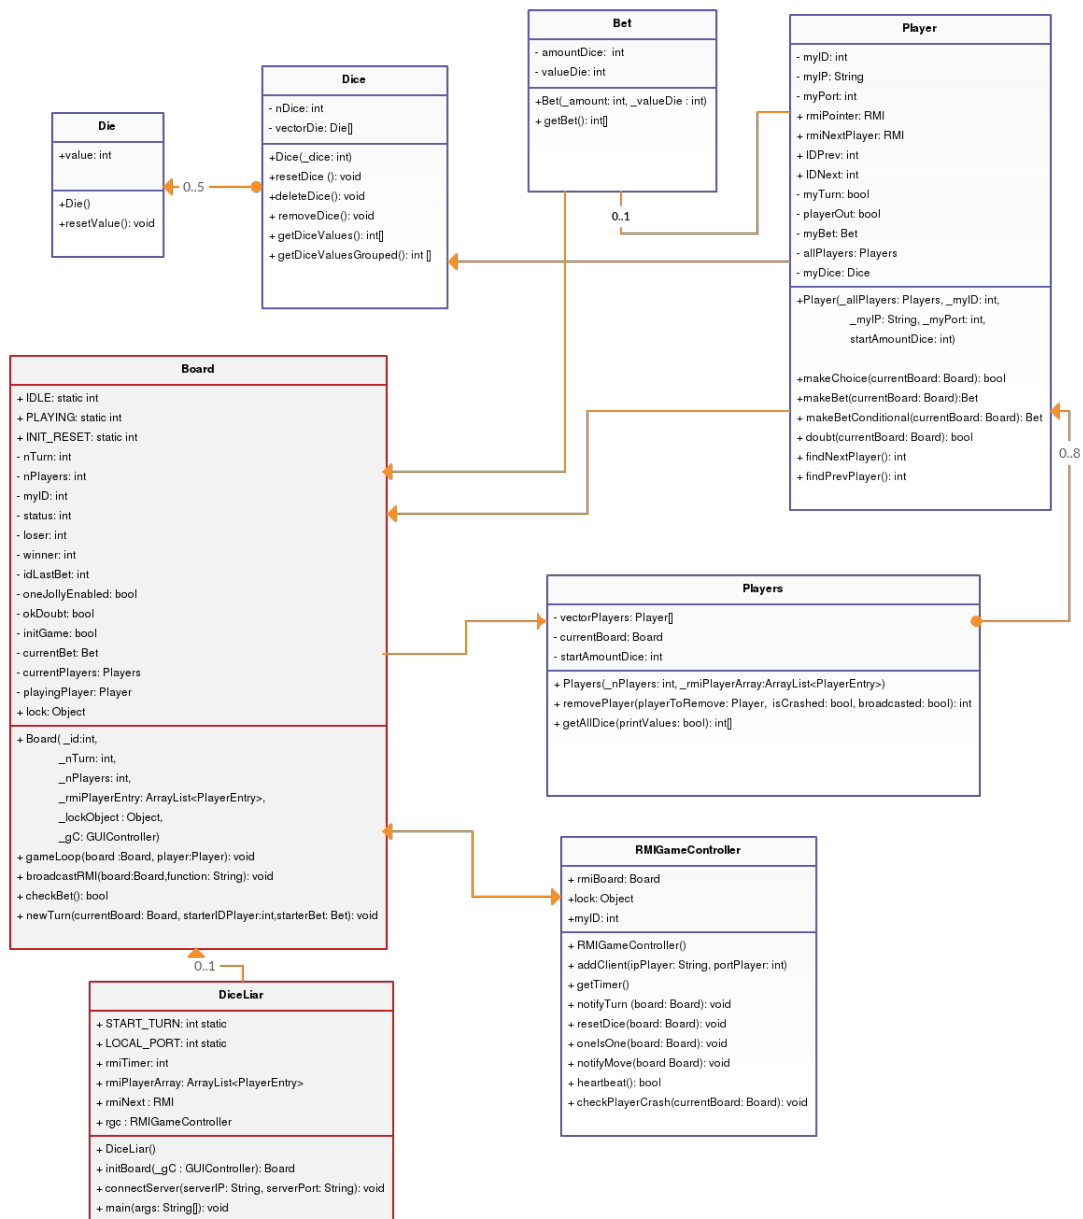 Bet
- amountDice:  int
- valueDie: int
+Bet(_amount: int, _valueDie : int)
+ getBet(): int[]
Player
- myID: int
- myIP: String
- myPort: int
+ rmiPointer: RMI
+ rmiNextPlayer: RMI
+ IDPrev: int
+ IDNext: int
- myTurn: bool
- playerOut: bool
- myBet: Bet
- allPlayers: Players
- myDice: Dice
+Player(_allPlayers: Players, _myID: int,
_myIP: String, _myPort: int,
startAmountDice: int)
+makeChoice(currentBoard: Board): bool
+makeBet(currentBoard: Board):Bet
+ makeBetConditional(currentBoard: Board): Bet
+ doubt(currentBoard: Board): bool
+ findNextPlayer(): int
+ findPrevPlayer(): int
Dice
- nDice: int
- vectorDie: Die[]
+Dice(_dice: int)
+resetDice (): void
+deleteDice(): void
+ removeDice(): void
+ getDiceValues(): int[]
+ getDiceValuesGrouped(): int []
Die
+value: int
+Die()
+resetValue(): void
0..5
0..1
0..8
Board
+ IDLE: static int
+ PLAYING: static int
+ INIT_RESET: static int
- nTurn: int
- nPlayers: int
- myID: int
- status: int
- loser: int
- winner: int
- idLastBet: int
- oneJollyEnabled: bool
- okDoubt: bool
- initGame: bool
- currentBet: Bet
- currentPlayers: Players
- playingPlayer: Player
+ lock: Object
+ Board( _id:int,
_nTurn: int,
_nPlayers: int,
_rmiPlayerEntry: ArrayList<PlayerEntry>,
_lockObject : Object,
_gC: GUIController)
+ gameLoop(board :Board, player:Player): void
+ broadcastRMI(board:Board,function: String): void
+ checkBet(): bool
+ newTurn(currentBoard: Board, starterIDPlayer:int,starterBet: Bet): void
Players
- vectorPlayers: Player[]
- currentBoard: Board
- startAmountDice: int
+ Players(_nPlayers: int, _rmiPlayerArray:ArrayList<PlayerEntry>)
+ removePlayer(playerToRemove: Player,  isCrashed: bool, broadcasted: bool): int
+ getAllDice(printValues: bool): int[]
RMIGameController
+ rmiBoard: Board
+lock: Object
+myID: int
+ RMIGameController()
+ addClient(ipPlayer: String, portPlayer: int)
+ getTimer()
+ notifyTurn (board: Board): void
+ resetDice(board: Board): void
+ oneIsOne(board: Board): void
+ notifyMove(board Board): void
+ heartbeat(): bool
+ checkPlayerCrash(currentBoard: Board): void
0..1
DiceLiar
+ START_TURN: int static
+ LOCAL_PORT: int static
+ rmiTimer: int
+ rmiPlayerArray: ArrayList<PlayerEntry>
+ rmiNext : RMI
+ rgc : RMIGameController
+ DiceLiar()
+ initBoard(_gC : GUIController): Board
+ connectServer(serverIP: String, serverPort: String): void
+ main(args: String[]): void